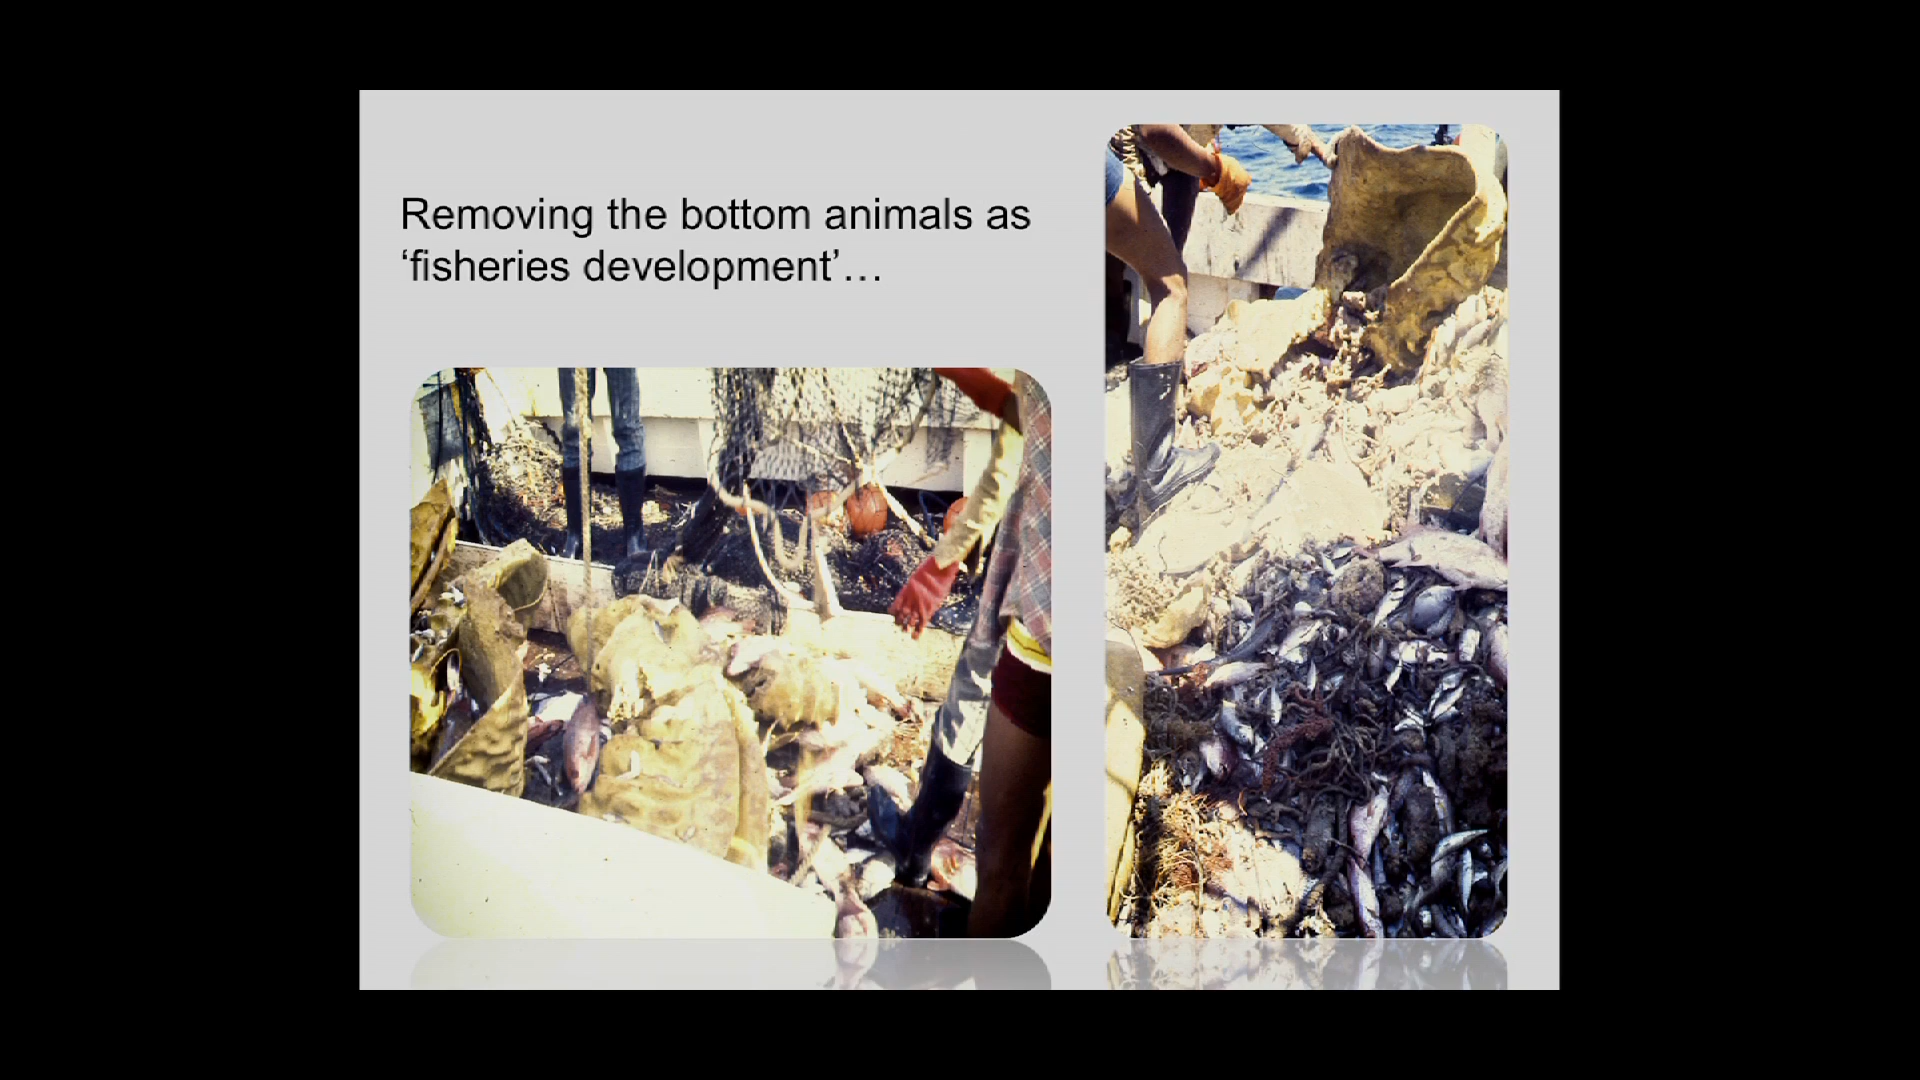 Removing the bottom animals as
‘fisheries development’…